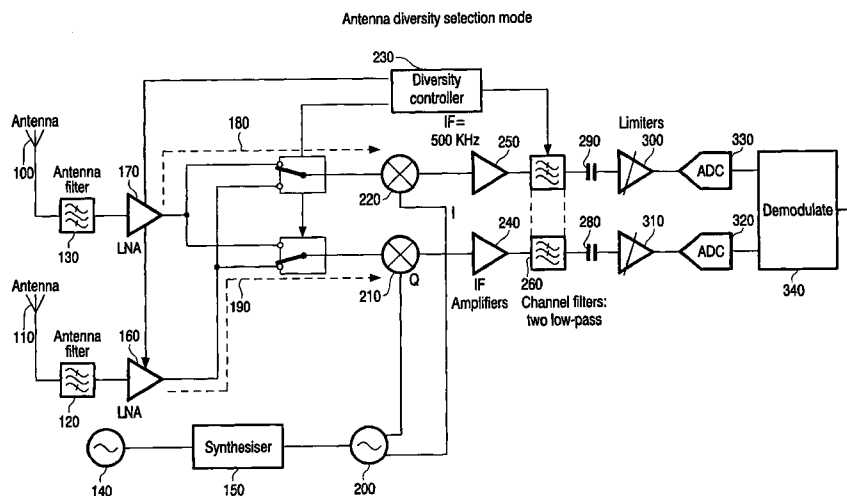 Antenna diversity selection mode
230
Diversity
controller
IF=
500 KHz
Limiters
180
250
290
300
330
Antenna
100
Antenna
filter
170
ADC
220
I
130
LNA
240
280
310
320
Demodulate
ADC
190
210
Q
260
IF
Amplifiers
Channel filters:
two low-pass
340
Antenna
110
Antenna
filter
160
120
LNA
Synthesiser
140
150
200